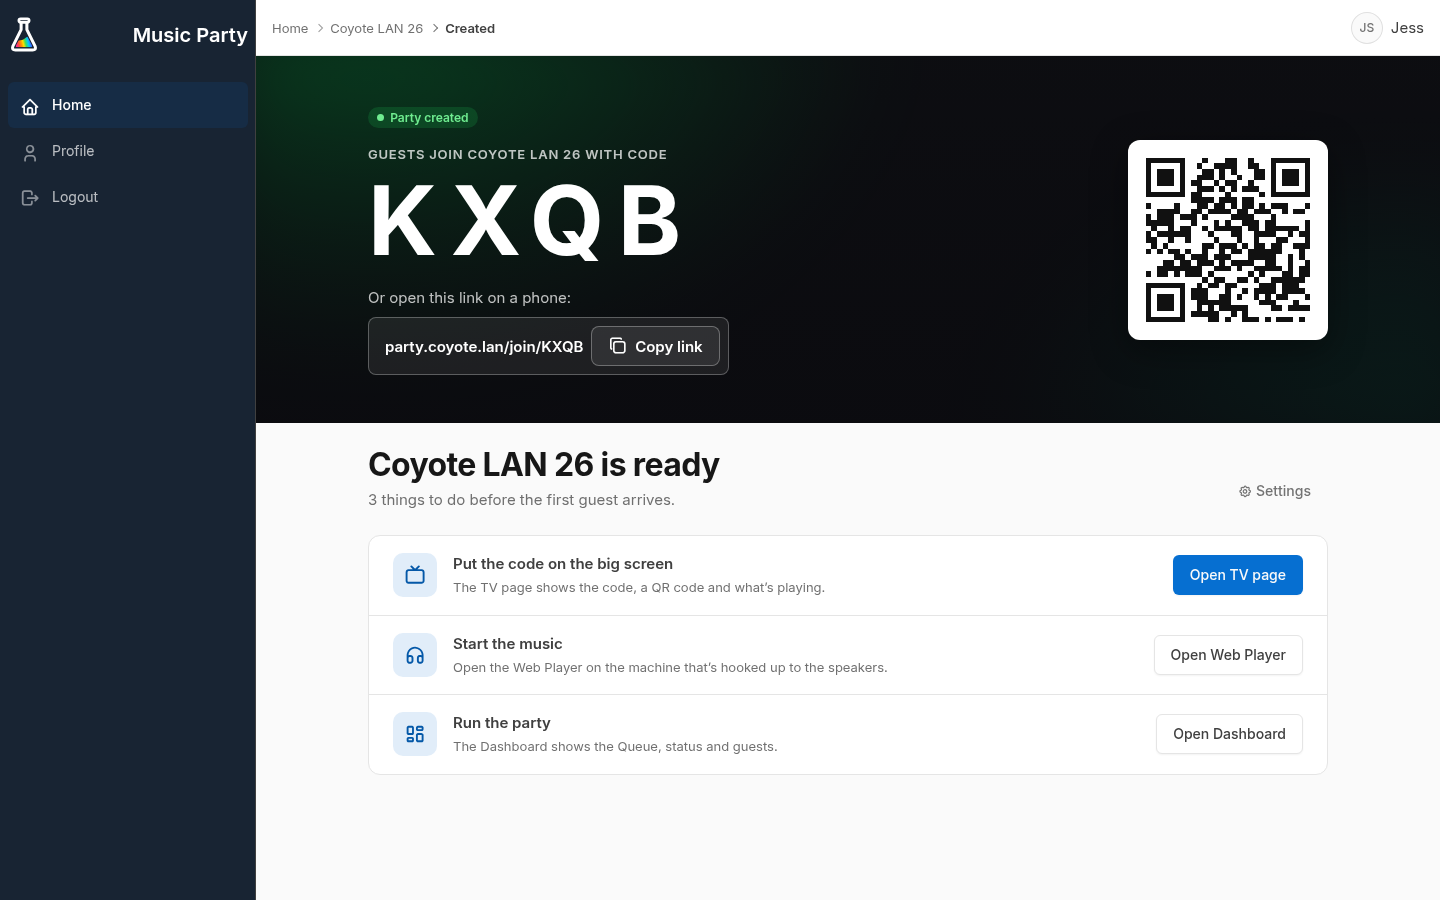 Music Party
Home
Profile
Logout
Home > Coyote LAN 26 > Created
JS Jess
Party created
GUESTS JOIN COYOTE LAN 26 WITH CODE
KXQB
Or open this link on a phone:
party.coyote.lan/join/KXQB Copy link
Coyote LAN 26 is ready
3 things to do before the first guest arrives.
Settings
Put the code on the big screen
The TV page shows the code, a QR code and what’s playing.
Open TV page
Start the music
Open the Web Player on the machine that’s hooked up to the speakers.
Open Web Player
Run the party
The Dashboard shows the Queue, status and guests.
Open Dashboard